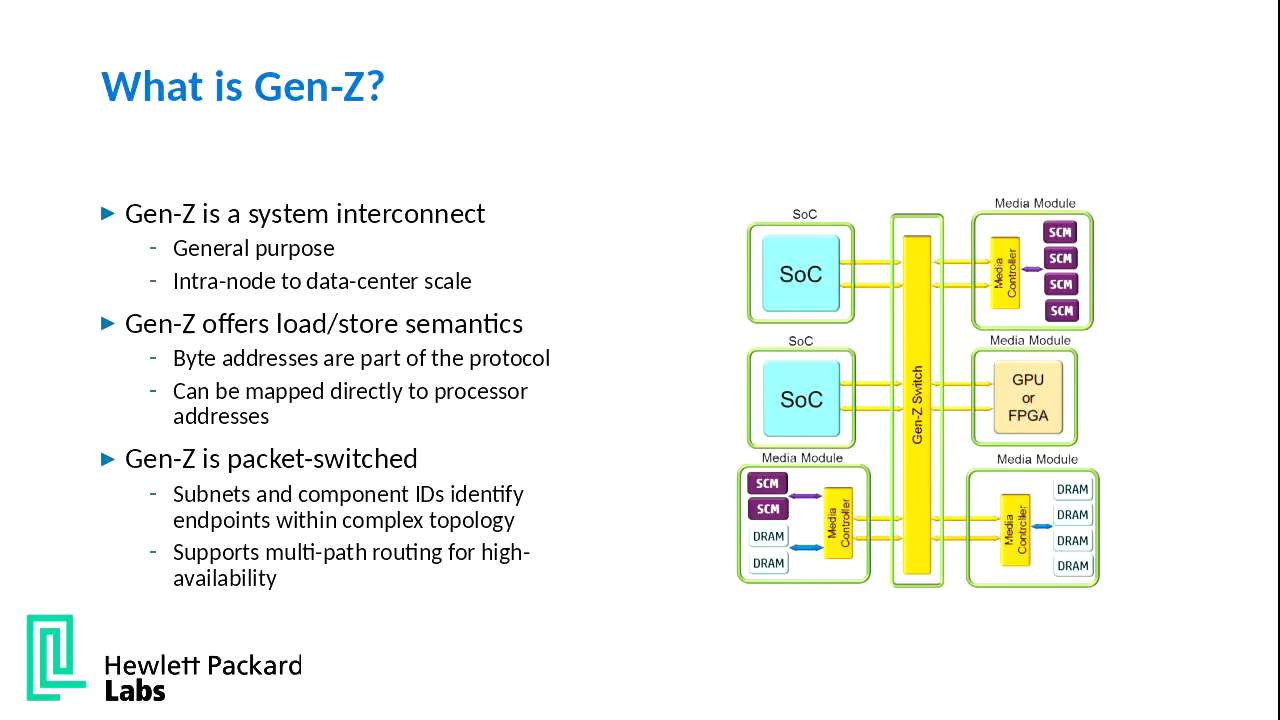 What is Gen-Z?
Gen-Z is a system interconnect
- General purpose
- Intra-node to data-center scale
Gen-Z offers load/store semantics
- Byte addresses are part of the protocol
- Can be mapped directly to processor
addresses
Gen-Z is packet-switched
- Subnets and component IDs identify
endpoints within complex topology
- Supports multi-path routing for high-
availability
SoC
SoC
SoC
SoC
Media Module
SCM
SCM
DRAM
DRAM
Media
Controller
Gen-Z Switch
Media Module
Media
Controller
SCM
SCM
SCM
SCM
Media Module
GPU
or
FPGA
Media Module
Media
Controller
DRAM
DRAM
DRAM
DRAM
Hewlett Packard
Labs